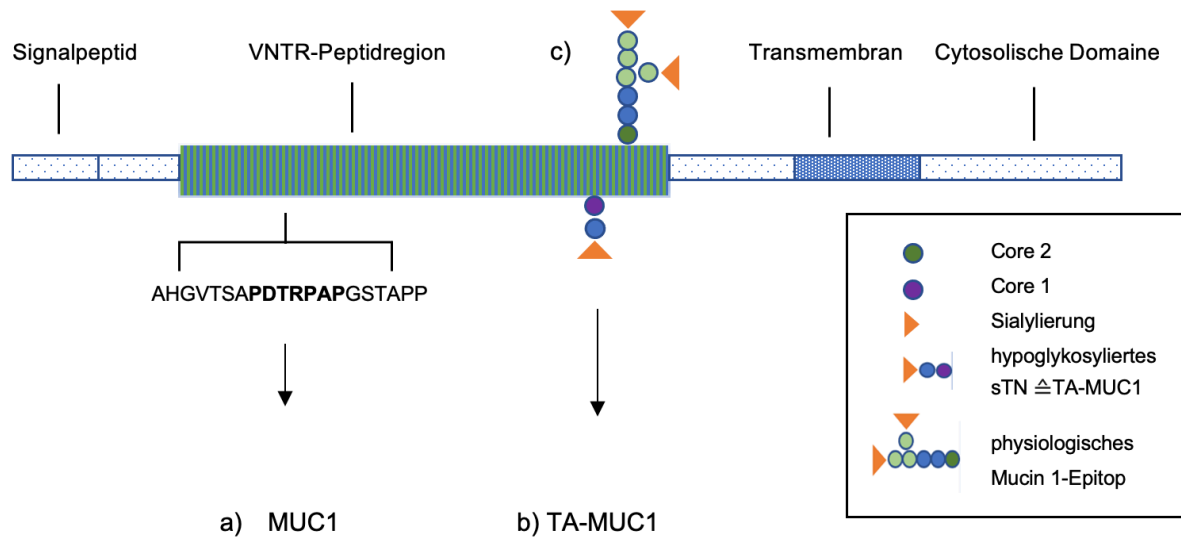 Signalpeptid
VNTR-Peptidregion
c)
Transmembran
Cytosolische Domaine
AHGVTSAPDTRPAPGSTAPP
Core 2
Core 1
Sialylierung
hypoglykosyliertes
sTN ≙TA-MUC1
physiologisches
Mucin 1-Epitop
a) MUC1
b) TA-MUC1